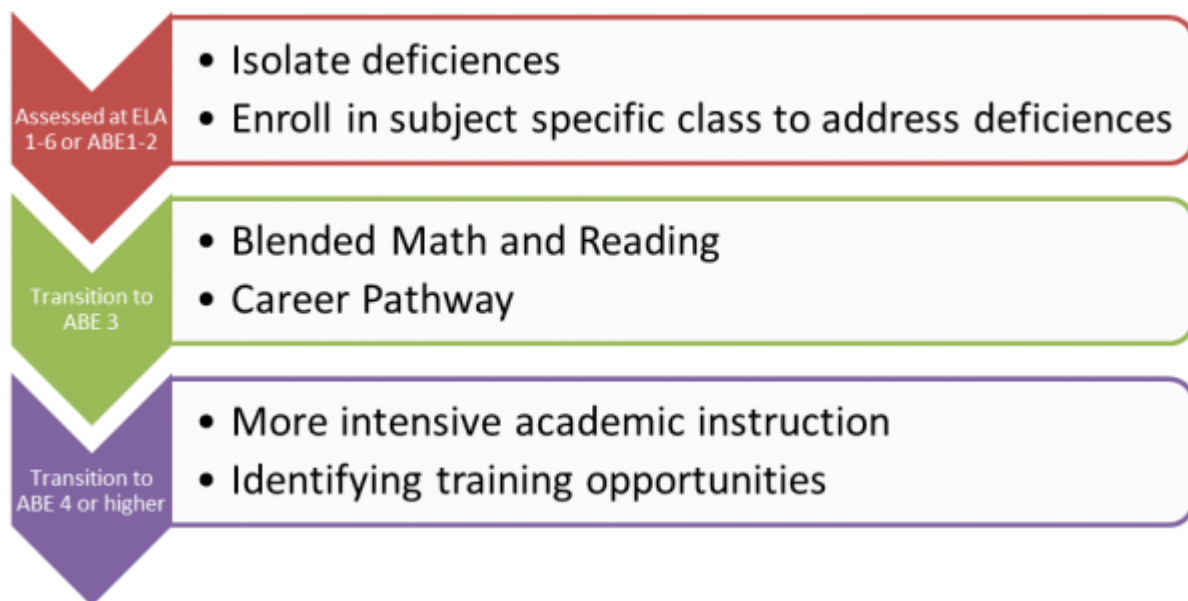 Assessed at ELA
1-6 or ABE1-2
• Isolate deficiences
• Enroll in subject specific class to address deficiences
Transition to
ABE 3
• Blended Math and Reading
• Career Pathway
Transition to
ABE 4 or higher
• More intensive academic instruction
• Identifying training opportunities